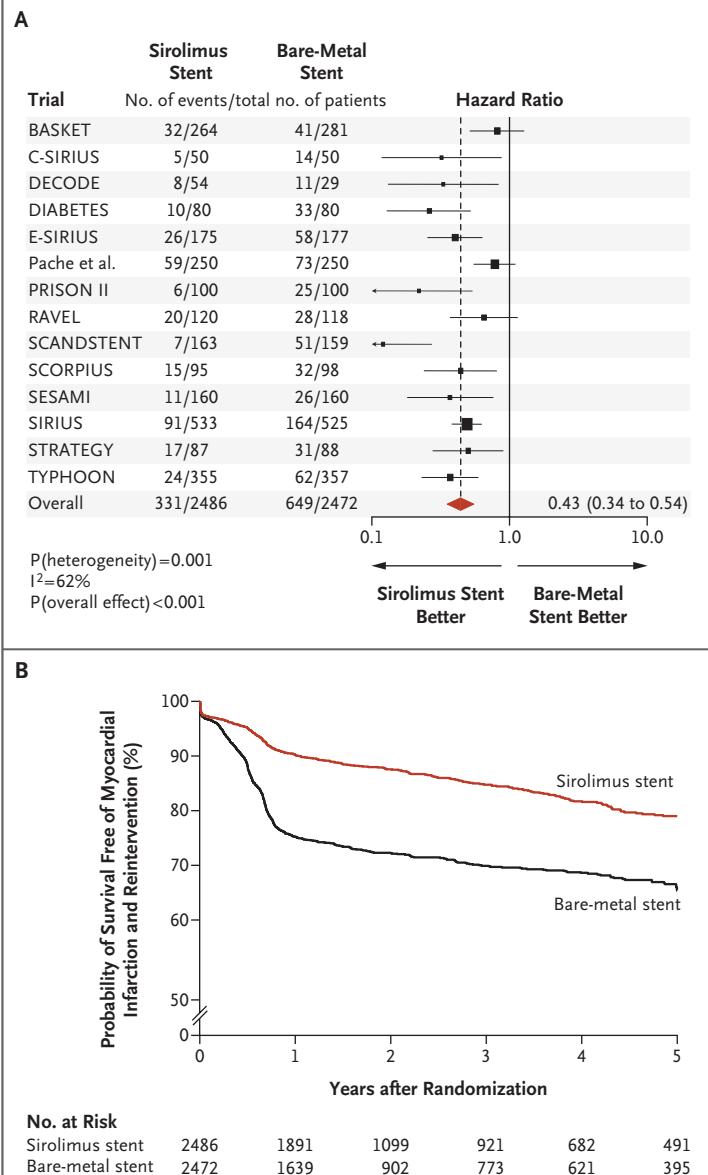 A
Sirolimus Stent
Bare-Metal Stent
Trial No. of events/total no. of patients Hazard Ratio
BASKET 32/264 41/281
C-SIRIUS 5/50 14/50
DECODE 8/54 11/29
DIABETES 10/80 33/80
E-SIRIUS 26/175 58/177
Pache et al. 59/250 73/250
PRISON II 6/100 25/100
RAVEL 20/120 28/118
SCANDSTENT 7/163 51/159
SCORPIUS 15/95 32/98
SESAMI 11/160 26/160
SIRIUS 91/533 164/525
STRATEGY 17/87 31/88
TYPHOON 24/355 62/357
Overall 331/2486 649/2472 0.43 (0.34 to 0.54)
0.1 1.0 10.0
P(heterogeneity)=0.001
I²=62%
P(overall effect)<0.001
Sirolimus Stent Better
Bare-Metal Stent Better
B
Probability of Survival Free of Myocardial
Infarction and Reintervention (%)
100
90
80
70
60
50
0
Sirolimus stent
Bare-metal stent
0 1 2 3 4 5
Years after Randomization
No. at Risk
Sirolimus stent 2486 1891 1099 921 682 491
Bare-metal stent 2472 1639 902 773 621 395